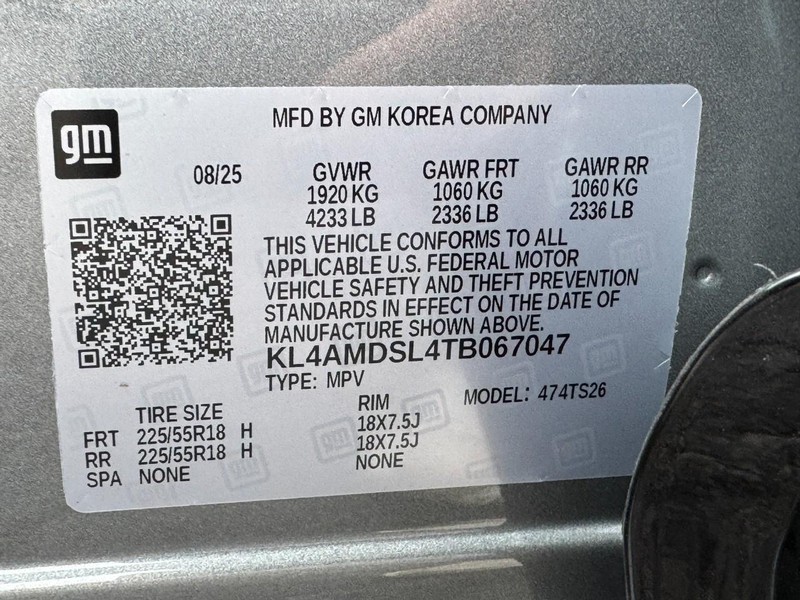 gm
MFD BY GM KOREA COMPANY
08/25 GVWR GAWR FRT GAWR RR
1920 KG 1060 KG 1060 KG
4233 LB 2336 LB 2336 LB
THIS VEHICLE CONFORMS TO ALL
APPLICABLE U.S. FEDERAL MOTOR
VEHICLE SAFETY AND THEFT PREVENTION
STANDARDS IN EFFECT ON THE DATE OF
MANUFACTURE SHOWN ABOVE.
KL4AMDSL4TB067047
TYPE: MPV MODEL: 474TS26
TIRE SIZE RIM
FRT 225/55R18 H 18X7.5J
RR 225/55R18 H 18X7.5J
SPA NONE NONE